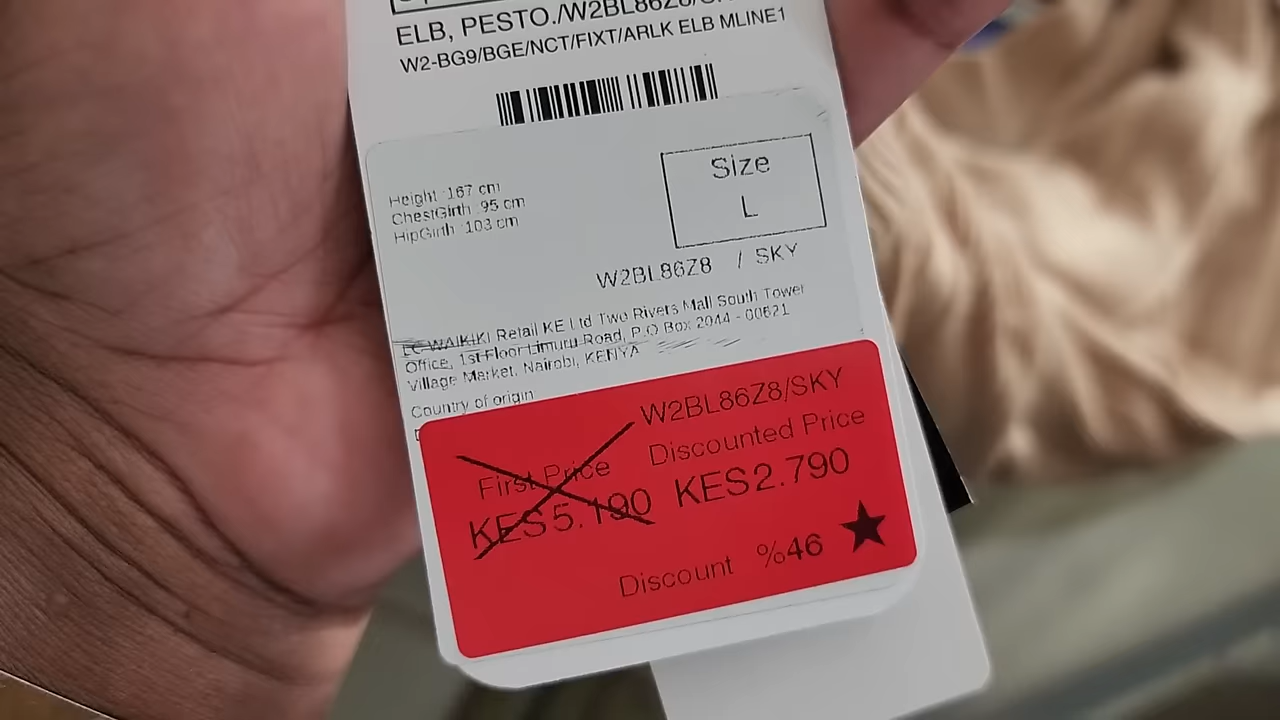 ELB, PESTO./W2BL86Z8/
W2-BG9/BGE/NCT/FIXT/ARLK ELB MLINE1
Size
L
Height :167 cm
ChestGirth :95 cm
HipGirth :103 cm
W2BL86Z8 / SKY
LC WAIKIKI Retail KE Ltd Two Rivers Mall South Tower
Office, 1st Floor Limuru Road, P.O Box 2044 - 00621
Village Market, Nairobi, KENYA
Country of origin
W2BL86Z8/SKY
First Price Discounted Price
KES5.190 KES2.790
Discount %46